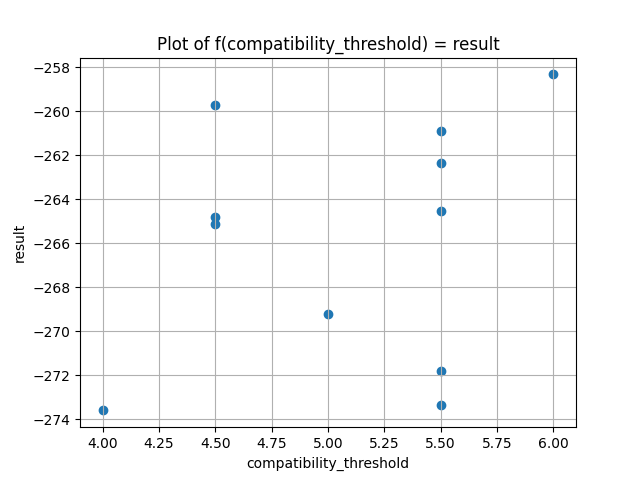 Plot of f(compatibility_threshold) = result
−258
−260
−262
−264
−266
−268
−270
−272
−274
result
4.00 4.25 4.50 4.75 5.00 5.25 5.50 5.75 6.00
compatibility_threshold